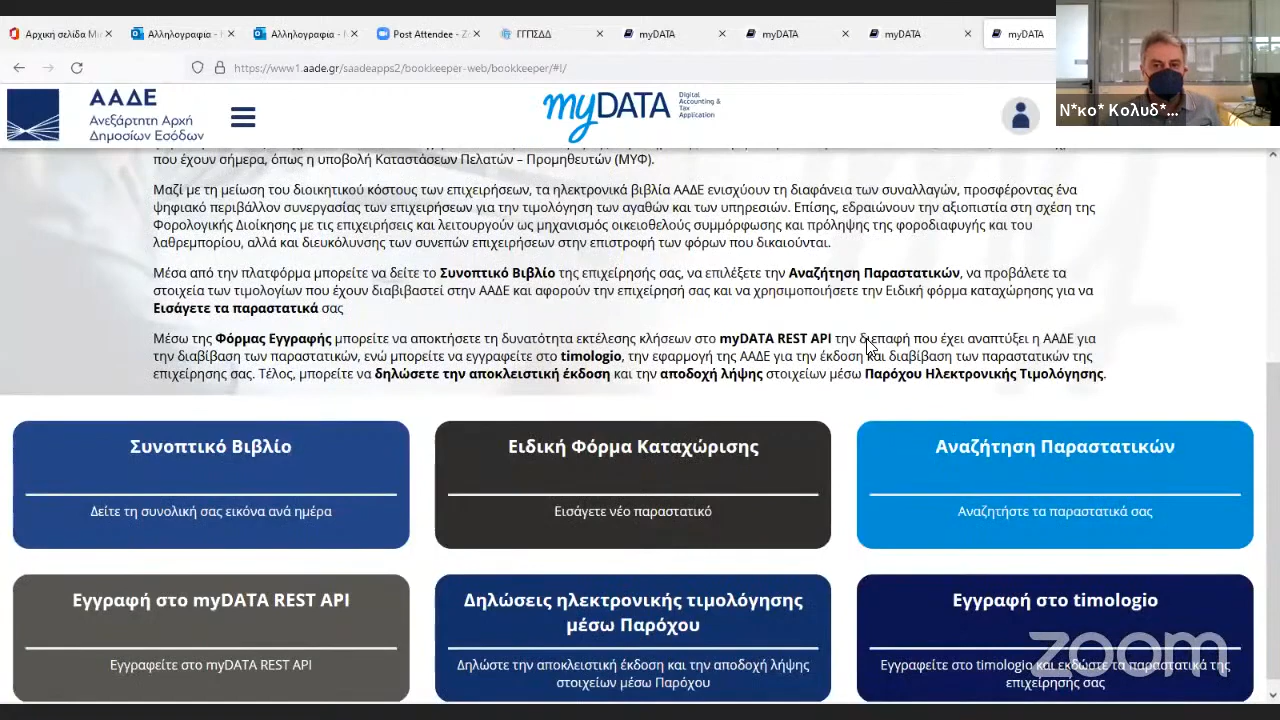 Αρχική σελίδα Mi
Αλληλογραφία -
Αλληλογραφία -
Post Attendee - Z
ΓΓΠΣΔΔ
myDATA
myDATA
myDATA
myDATA
https://www1.aade.gr/saadeapps2/bookkeeper-web/bookkeeper/#!/
Ν*κο* Κολυδ*...
ΑΑΔΕ
Ανεξάρτητη Αρχή
Δημοσίων Εσόδων
myDATA
Digital
Accounting &
Tax
Application
που έχουν σήμερα, όπως η υποβολή Καταστάσεων Πελατών – Προμηθευτών (ΜΥΦ).
Μαζί με τη μείωση του διοικητικού κόστους των επιχειρήσεων, τα ηλεκτρονικά βιβλία ΑΑΔΕ ενισχύουν τη διαφάνεια των συναλλαγών, προσφέροντας ένα
ψηφιακό περιβάλλον συνεργασίας των επιχειρήσεων για την τιμολόγηση των αγαθών και των υπηρεσιών. Επίσης, εδραιώνουν την αξιοπιστία στη σχέση της
Φορολογικής Διοίκησης με τις επιχειρήσεις και λειτουργούν ως μηχανισμός οικειοθελούς συμμόρφωσης και πρόληψης της φοροδιαφυγής και του
λαθρεμπορίου, αλλά και διευκόλυνσης των συνεπών επιχειρήσεων στην επιστροφή των φόρων που δικαιούνται.
Μέσα από την πλατφόρμα μπορείτε να δείτε το Συνοπτικό Βιβλίο της επιχείρησής σας, να επιλέξετε την Αναζήτηση Παραστατικών, να προβάλετε τα
στοιχεία των τιμολογίων που έχουν διαβιβαστεί στην ΑΑΔΕ και αφορούν την επιχείρησή σας και να χρησιμοποιήσετε την Ειδική φόρμα καταχώρησης για να
Εισάγετε τα παραστατικά σας
Μέσω της Φόρμας Εγγραφής μπορείτε να αποκτήσετε τη δυνατότητα εκτέλεσης κλήσεων στο myDATA REST API την διεπαφή που έχει αναπτύξει η ΑΑΔΕ για
την διαβίβαση των παραστατικών, ενώ μπορείτε να εγγραφείτε στο timologio, την εφαρμογή της ΑΑΔΕ για την έκδοση και διαβίβαση των παραστατικών της
επιχείρησης σας. Τέλος, μπορείτε να δηλώσετε την αποκλειστική έκδοση και την αποδοχή λήψης στοιχείων μέσω Παρόχου Ηλεκτρονικής Τιμολόγησης.
Συνοπτικό Βιβλίο
Δείτε τη συνολική σας εικόνα ανά ημέρα
Ειδική Φόρμα Καταχώρισης
Εισάγετε νέο παραστατικό
Αναζήτηση Παραστατικών
Αναζητήστε τα παραστατικά σας
Εγγραφή στο myDATA REST API
Εγγραφείτε στο myDATA REST API
Δηλώσεις ηλεκτρονικής τιμολόγησης
μέσω Παρόχου
Δηλώστε την αποκλειστική έκδοση και την αποδοχή λήψης
στοιχείων μέσω Παρόχου
Εγγραφή στο timologio
Εγγραφείτε στο timologio και εκδώστε τα παραστατικά της
επιχείρησής σας
zoom